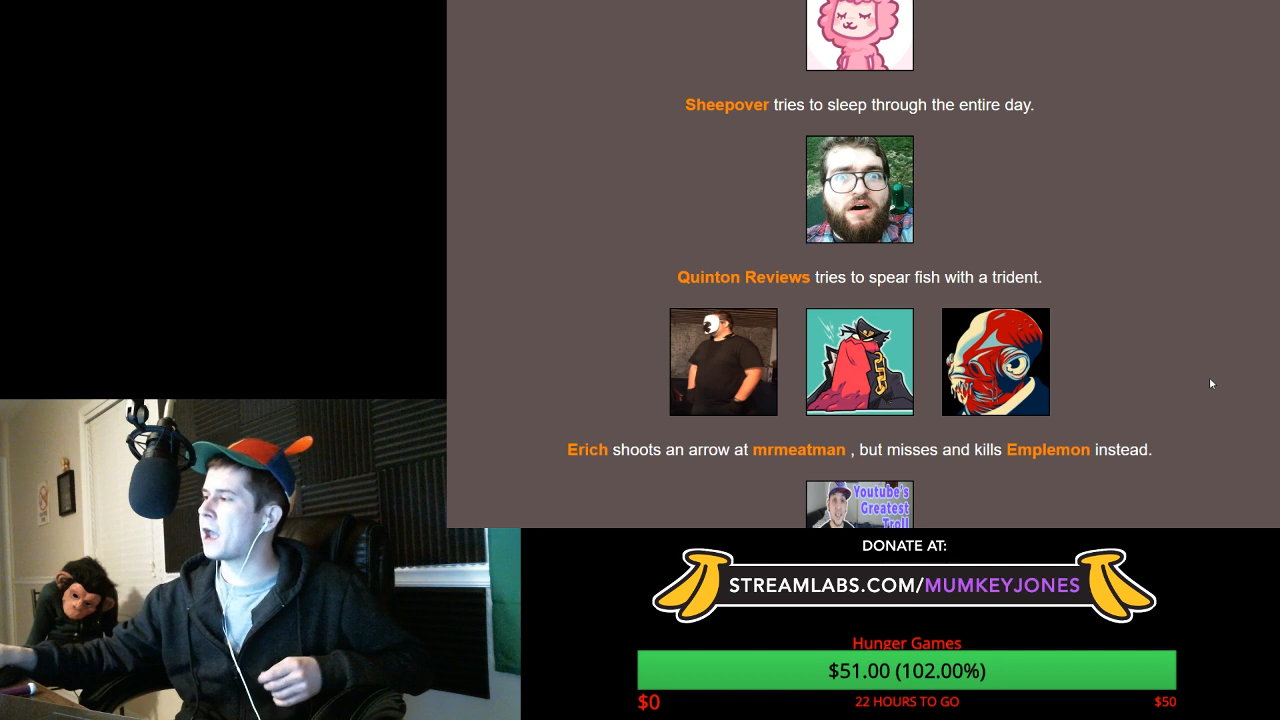 Sheepover tries to sleep through the entire day.
Quinton Reviews tries to spear fish with a trident.
Erich shoots an arrow at mrmeatman , but misses and kills Emplemon instead.
Youtube's
Greatest
Troll
DONATE AT:
STREAMLABS.COM/MUMKEYJONES
Hunger Games
$51.00 (102.00%)
$0
22 HOURS TO GO
$50